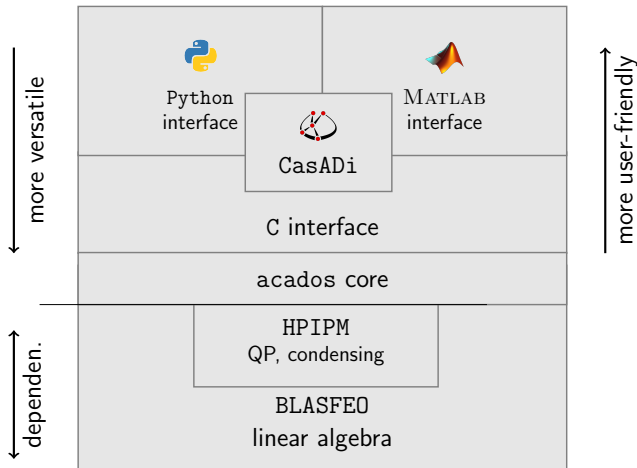 more versatile
Python
interface
MATLAB
interface
CasADi
C interface
acados core
more user-friendly
HPIPM
QP, condensing
BLASFEO
linear algebra
dependen.